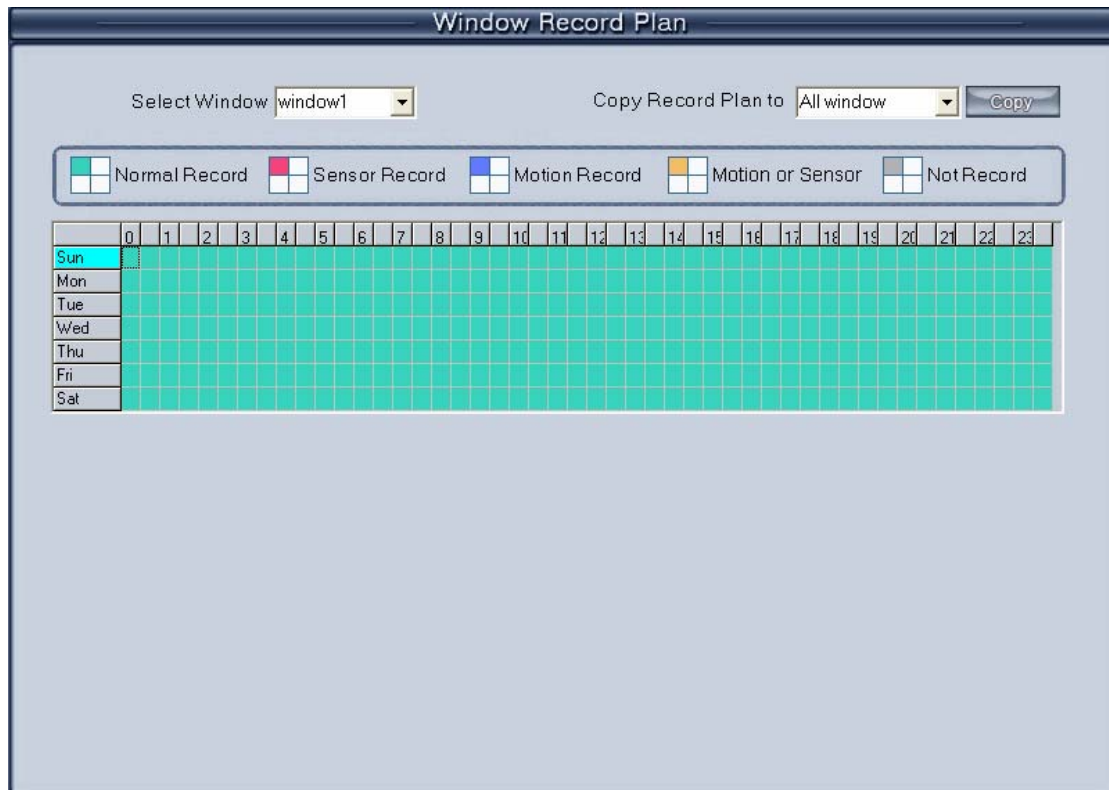 Window Record Plan
Select Window window1 Copy Record Plan to All window Copy
Normal Record Sensor Record Motion Record Motion or Sensor Not Record
0 1 2 3 4 5 6 7 8 9 10 11 12 13 14 15 16 17 18 19 20 21 22 23
Sun
Mon
Tue
Wed
Thu
Fri
Sat